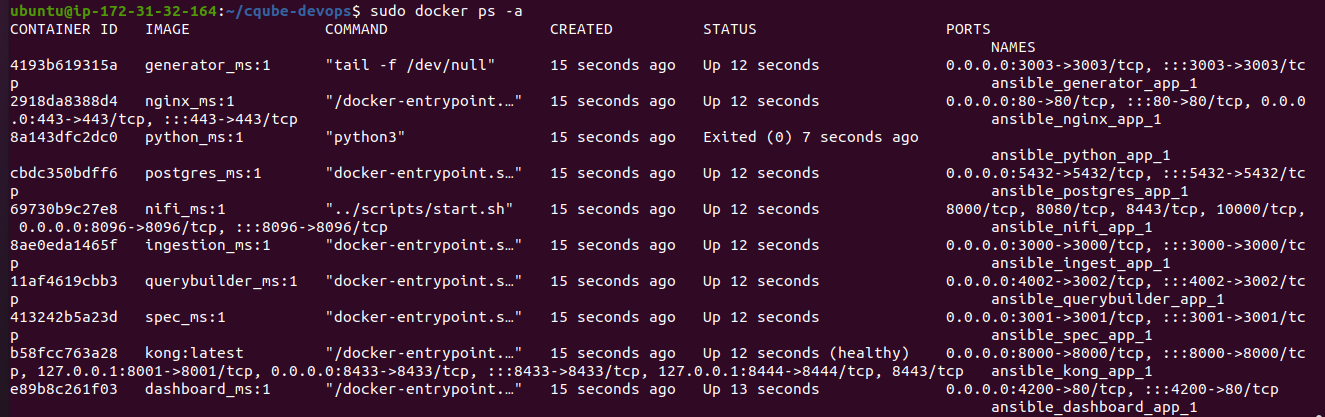 ubuntu@ip-172-31-32-164:~/cqube-devops$ sudo docker ps -a
CONTAINER ID   IMAGE               COMMAND                  CREATED          STATUS                     PORTS
NAMES
4193b619315a   generator_ms:1      "tail -f /dev/null"      15 seconds ago   Up 12 seconds              0.0.0.0:3003->3003/tcp, :::3003->3003/tc
p   ansible_generator_app_1
2918da8388d4   nginx_ms:1          "/docker-entrypoint.…"   15 seconds ago   Up 12 seconds              0.0.0.0:80->80/tcp, :::80->80/tcp, 0.0.0
.0:443->443/tcp, :::443->443/tcp   ansible_nginx_app_1
8a143dfc2dc0   python_ms:1         "python3"                15 seconds ago   Exited (0) 7 seconds ago
ansible_python_app_1
cbdc350bdff6   postgres_ms:1       "docker-entrypoint.s…"   15 seconds ago   Up 12 seconds              0.0.0.0:5432->5432/tcp, :::5432->5432/tc
p   ansible_postgres_app_1
69730b9c27e8   nifi_ms:1           "../scripts/start.sh"    15 seconds ago   Up 12 seconds              8000/tcp, 8080/tcp, 8443/tcp, 10000/tcp,
0.0.0.0:8096->8096/tcp, :::8096->8096/tcp   ansible_nifi_app_1
8ae0eda1465f   ingestion_ms:1      "docker-entrypoint.s…"   15 seconds ago   Up 12 seconds              0.0.0.0:3000->3000/tcp, :::3000->3000/tc
p   ansible_ingest_app_1
11af4619cbb3   querybuilder_ms:1   "docker-entrypoint.s…"   15 seconds ago   Up 12 seconds              0.0.0.0:4002->3002/tcp, :::4002->3002/tc
p   ansible_querybuilder_app_1
413242b5a23d   spec_ms:1           "docker-entrypoint.s…"   15 seconds ago   Up 12 seconds              0.0.0.0:3001->3001/tcp, :::3001->3001/tc
p   ansible_spec_app_1
b58fcc763a28   kong:latest         "/docker-entrypoint.…"   15 seconds ago   Up 12 seconds (healthy)    0.0.0.0:8000->8000/tcp, :::8000->8000/tc
p, 127.0.0.1:8001->8001/tcp, 0.0.0.0:8433->8433/tcp, :::8433->8433/tcp, 127.0.0.1:8444->8444/tcp, 8443/tcp   ansible_kong_app_1
e89b8c261f03   dashboard_ms:1      "/docker-entrypoint.…"   15 seconds ago   Up 13 seconds              0.0.0.0:4200->80/tcp, :::4200->80/tcp
ansible_dashboard_app_1